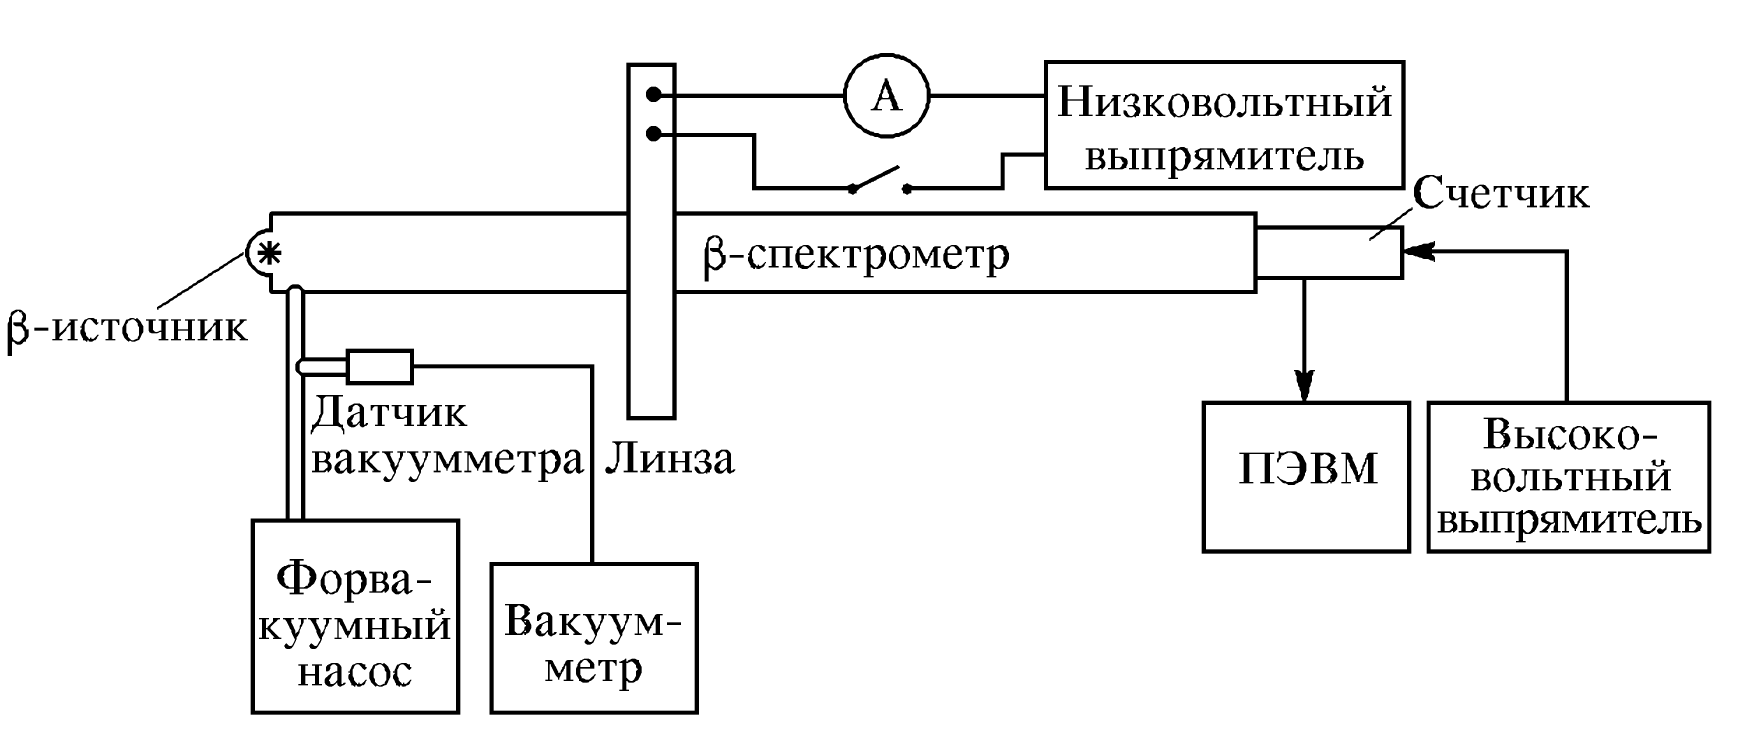 А
Низковольтный
выпрямитель
Счетчик
β-спектрометр
β-источник
Датчик
вакуумметра
Линза
ПЭВМ
Высоко-
вольтный
выпрямитель
Форва-
куумный
насос
Вакуум-
метр